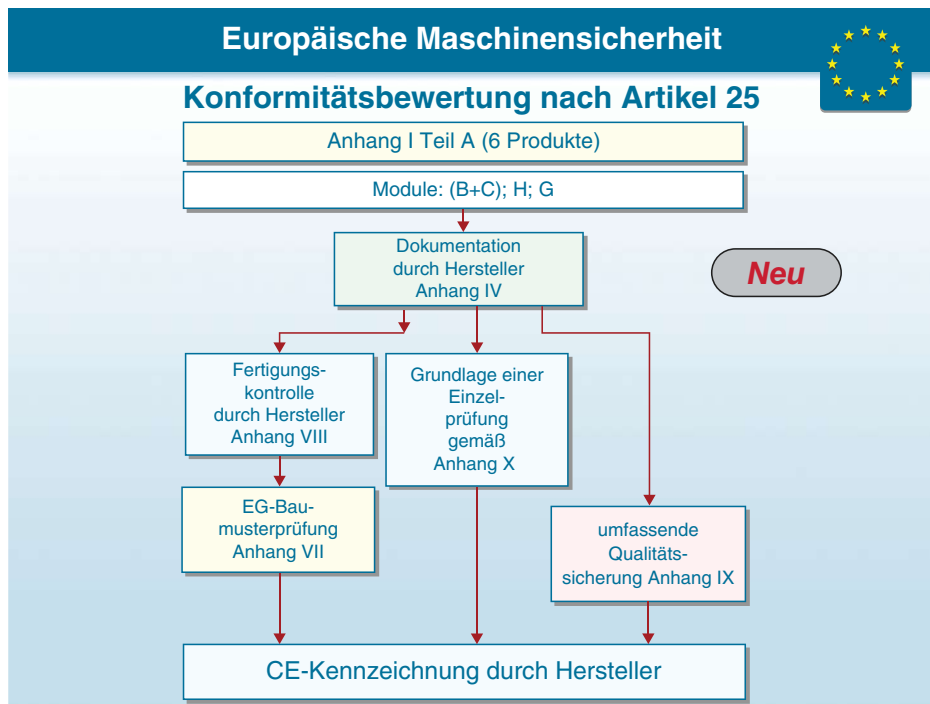 Europäische Maschinensicherheit
Konformitätsbewertung nach Artikel 25
Anhang I Teil A (6 Produkte)
Module: (B+C); H; G
Dokumentation
durch Hersteller
Anhang IV
Neu
Fertigungs-
kontrolle
durch Hersteller
Anhang VIII
Grundlage einer
Einzel-
prüfung
gemäß
Anhang X
EG-Bau-
musterprüfung
Anhang VII
umfassende
Qualitäts-
sicherung Anhang IX
CE-Kennzeichnung durch Hersteller